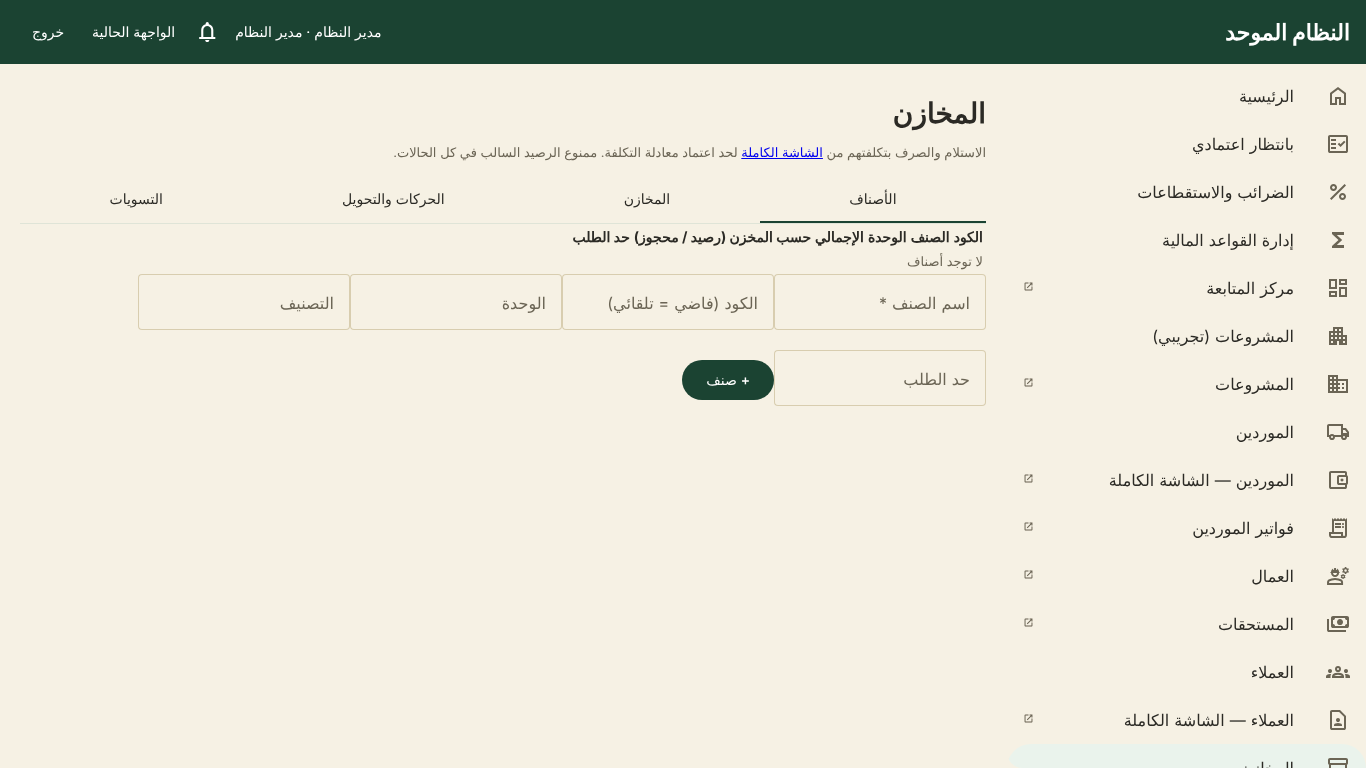 النظام الموحد
مدير النظام · مدير النظام
الواجهة الحالية
خروج
الرئيسية
بانتظار اعتمادي
الضرائب والاستقطاعات
إدارة القواعد المالية
مركز المتابعة
المشروعات (تجريبي)
المشروعات
الموردين
الموردين — الشاشة الكاملة
فواتير الموردين
العمال
المستحقات
العملاء
العملاء — الشاشة الكاملة
المخازن
المخازن
الاستلام والصرف بتكلفتهم من الشاشة الكاملة لحد اعتماد معادلة التكلفة. ممنوع الرصيد السالب في كل الحالات.
الأصناف
المخازن
الحركات والتحويل
التسويات
الكود الصنف الوحدة الإجمالي حسب المخزن (رصيد / محجوز) حد الطلب
لا توجد أصناف
اسم الصنف *
الكود (فاضي = تلقائي)
الوحدة
التصنيف
حد الطلب
+ صنف